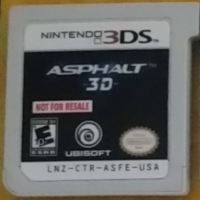 NINTENDO 3DS
ASPHALT
3D
NOT FOR RESALE
E
UBISOFT
LNZ-CTR-ASFE-USA